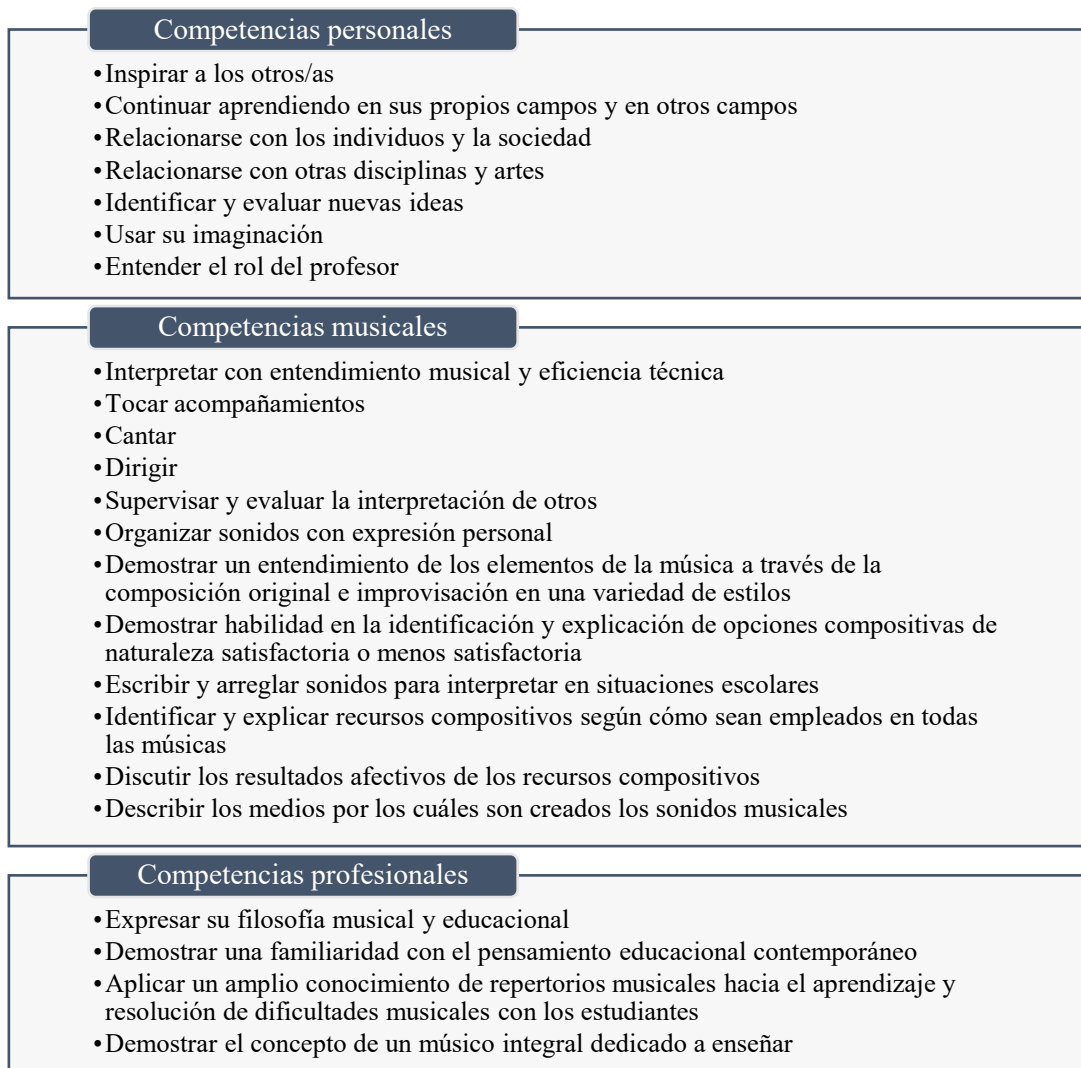 Competencias personales
•Inspirar a los otros/as
•Continuar aprendiendo en sus propios campos y en otros campos
•Relacionarse con los individuos y la sociedad
•Relacionarse con otras disciplinas y artes
•Identificar y evaluar nuevas ideas
•Usar su imaginación
•Entender el rol del profesor
Competencias musicales
•Interpretar con entendimiento musical y eficiencia técnica
•Tocar acompañamientos
•Cantar
•Dirigir
•Supervisar y evaluar la interpretación de otros
•Organizar sonidos con expresión personal
•Demostrar un entendimiento de los elementos de la música a través de la
composición original e improvisación en una variedad de estilos
•Demostrar habilidad en la identificación y explicación de opciones compositivas de
naturaleza satisfactoria o menos satisfactoria
•Escribir y arreglar sonidos para interpretar en situaciones escolares
•Identificar y explicar recursos compositivos según cómo sean empleados en todas
las músicas
•Discutir los resultados afectivos de los recursos compositivos
•Describir los medios por los cuáles son creados los sonidos musicales
Competencias profesionales
•Expresar su filosofía musical y educacional
•Demostrar una familiaridad con el pensamiento educacional contemporáneo
•Aplicar un amplio conocimiento de repertorios musicales hacia el aprendizaje y
resolución de dificultades musicales con los estudiantes
•Demostrar el concepto de un músico integral dedicado a enseñar